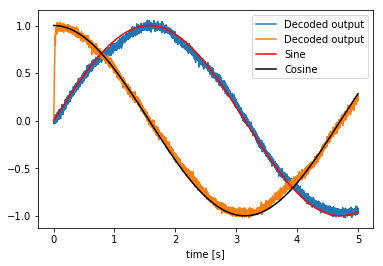 Decoded output
Decoded output
Sine
Cosine
1.0
0.5
0.0
-0.5
-1.0
0 1 2 3 4 5
time [s]